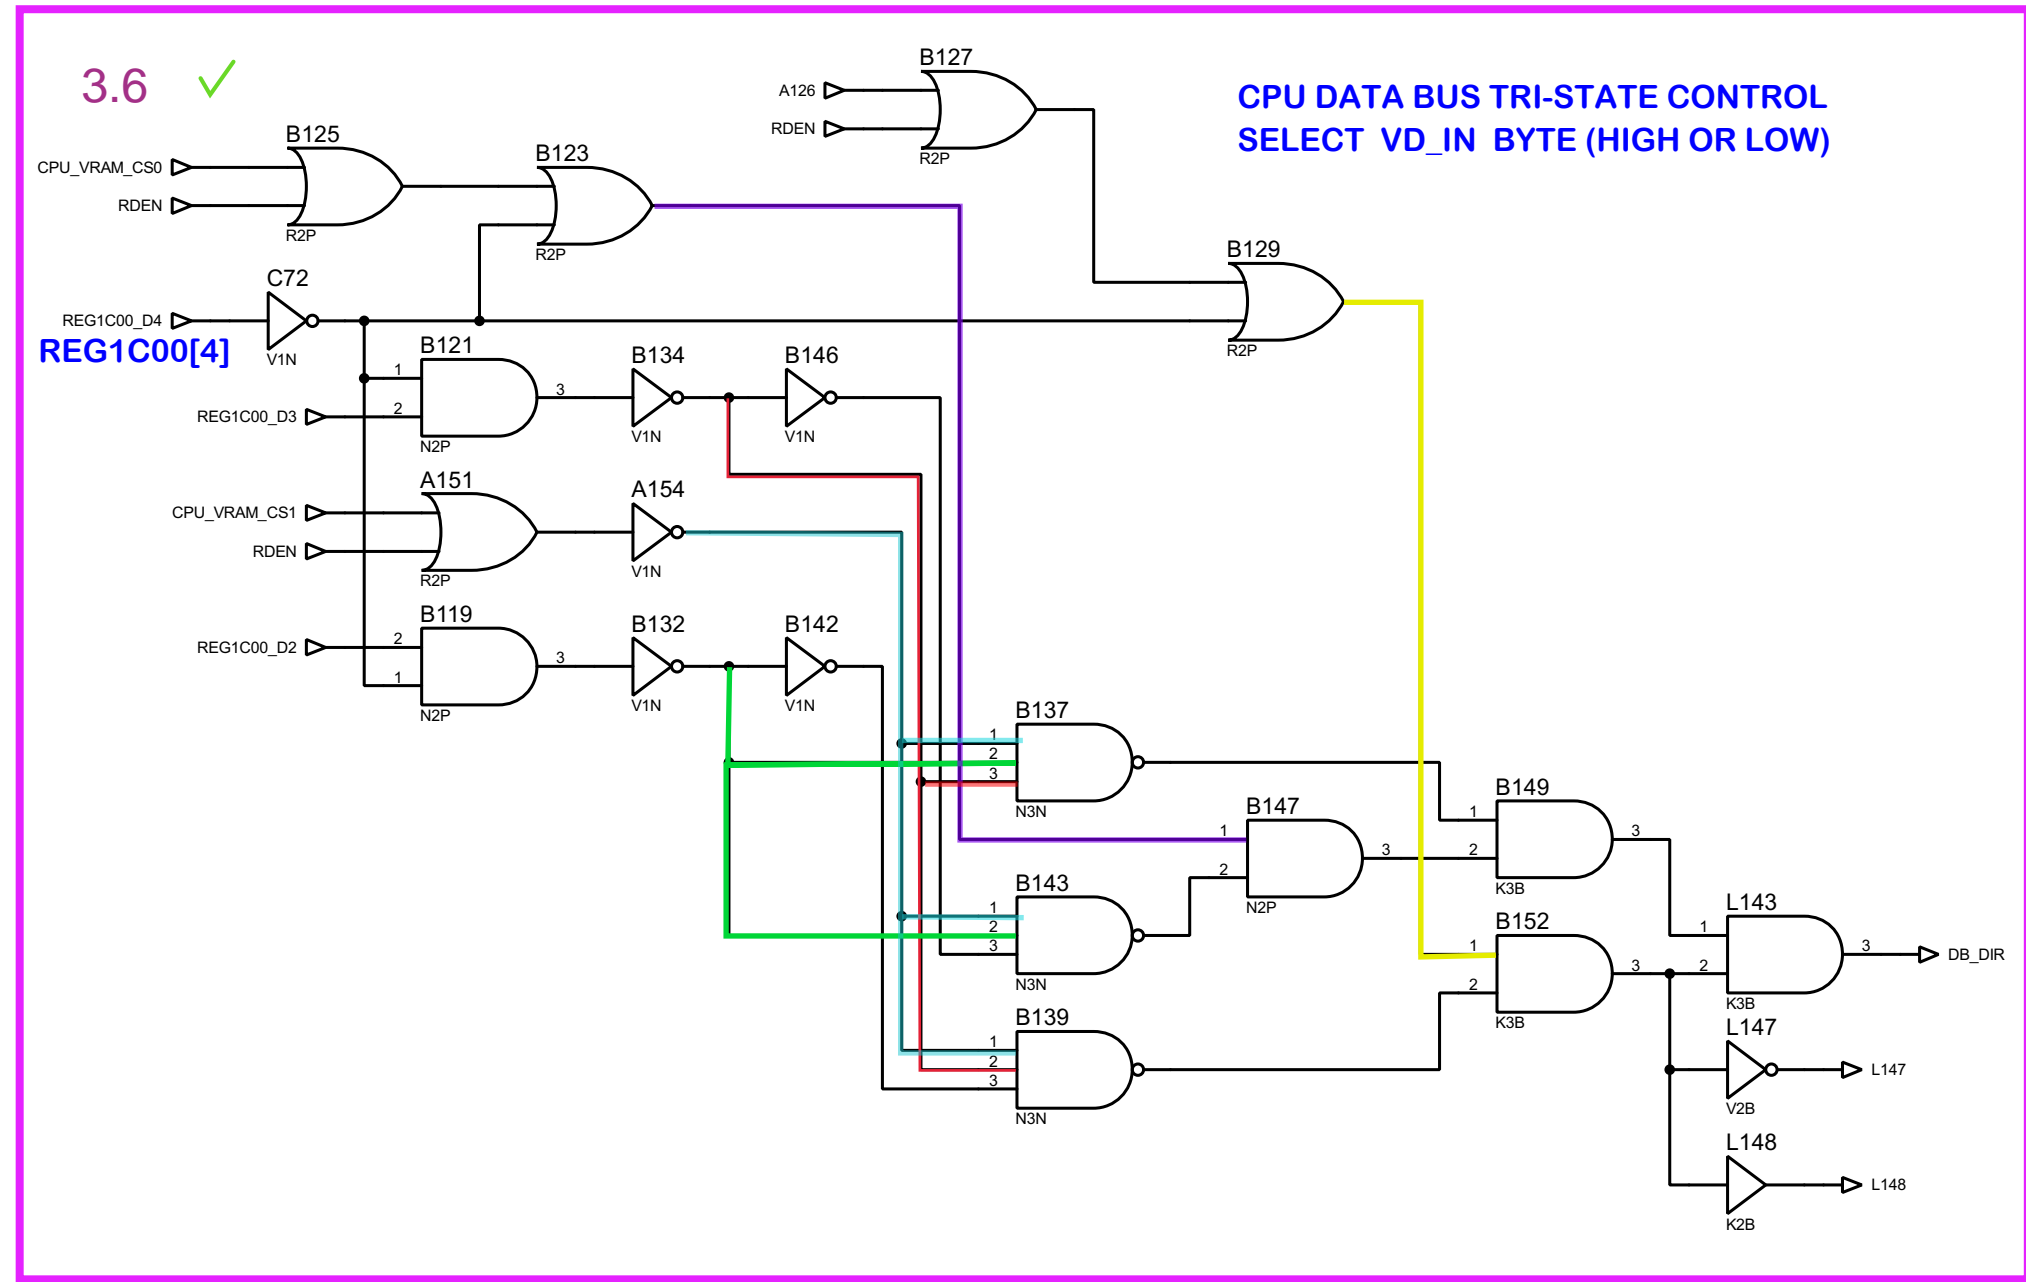 3.6
CPU DATA BUS TRI-STATE CONTROL
SELECT VD_IN BYTE (HIGH OR LOW)
B127
A126
RDEN
R2P
B125
CPU_VRAM_CS0
RDEN
R2P
B123
R2P
B129
R2P
C72
REG1C00_D4
REG1C00[4]
V1N
B121
1
REG1C00_D3
2
3
N2P
B134
V1N
B146
V1N
A151
CPU_VRAM_CS1
RDEN
R2P
A154
V1N
B119
REG1C00_D2
2
1
3
N2P
B132
V1N
B142
V1N
B137
1
2
3
N3N
B147
1
2
3
N2P
B149
1
2
3
K3B
B143
1
2
3
N3N
B152
1
2
3
K3B
L143
1
2
3
DB_DIR
K3B
B139
1
2
3
N3N
L147
L147
V2B
L148
L148
K2B